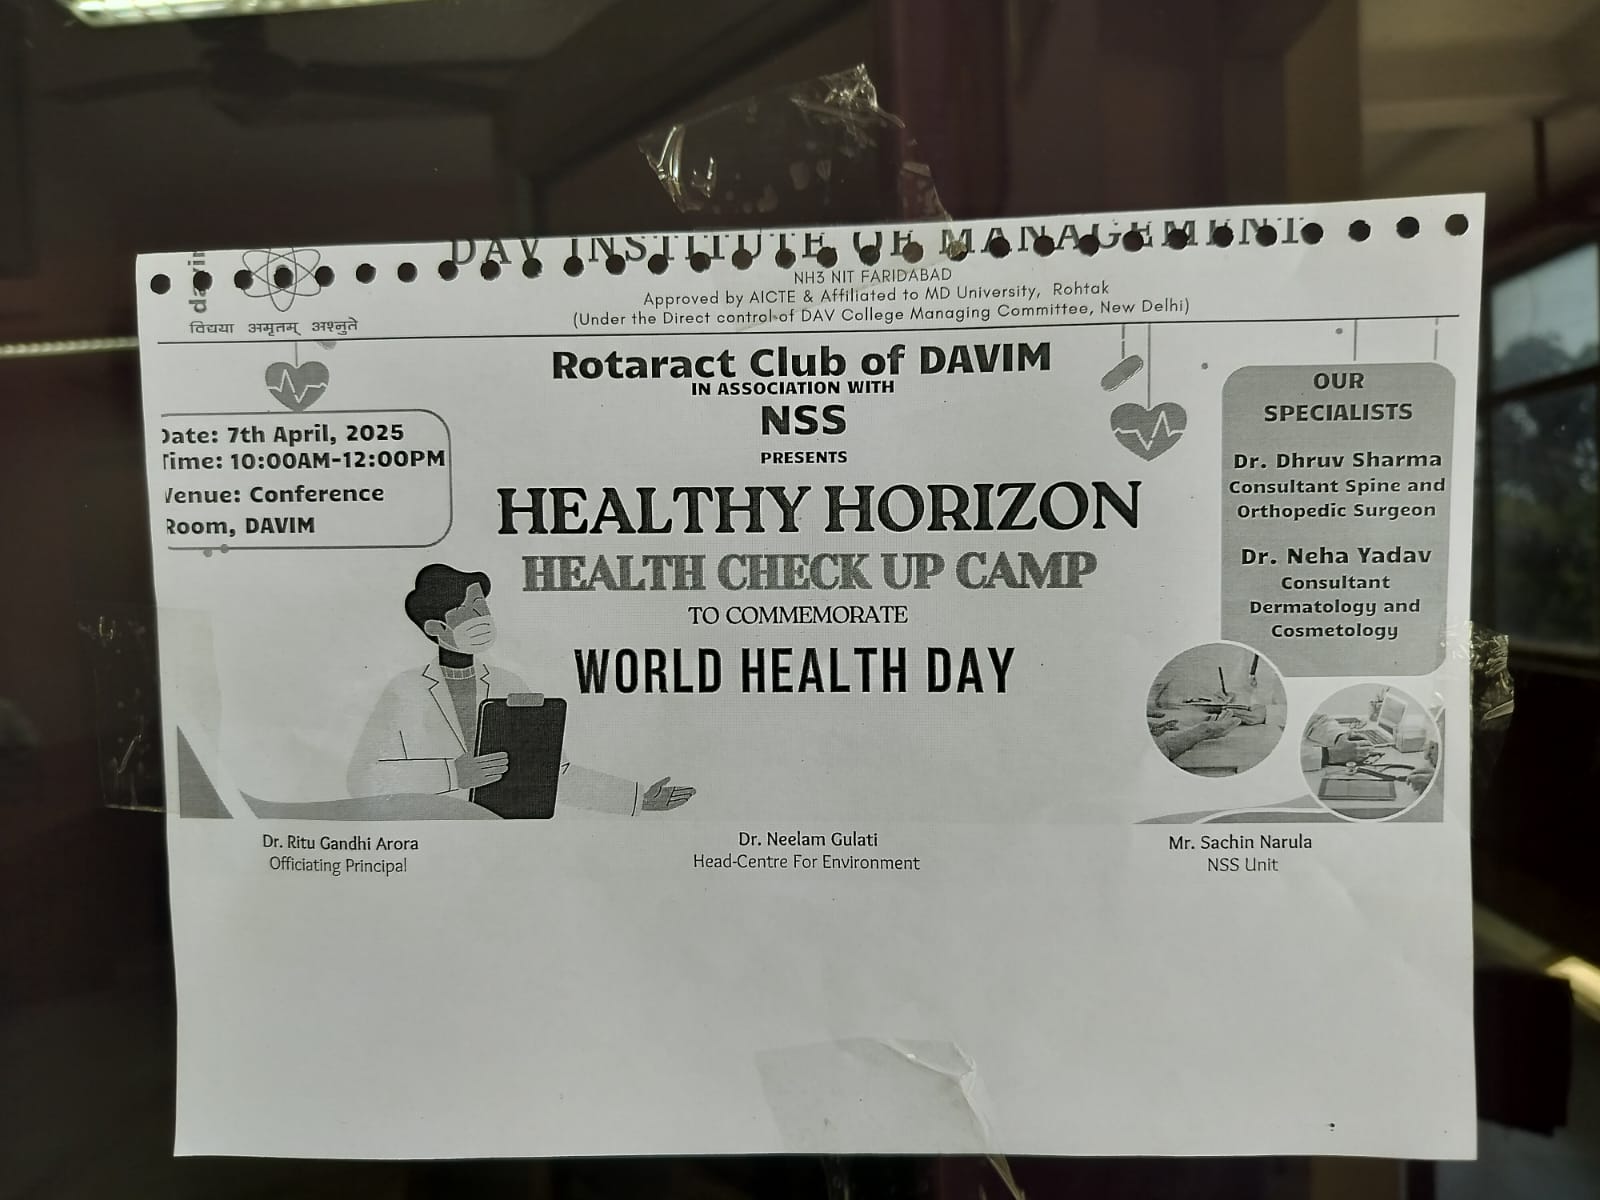 davim
DAV INSTITUTE OF MANAGEMENT
NH3 NIT FARIDABAD
Approved by AICTE & Affiliated to MD University, Rohtak
(Under the Direct control of DAV College Managing Committee, New Delhi)
विद्यया अमृतम् अश्नुते
Rotaract Club of DAVIM
IN ASSOCIATION WITH
NSS
PRESENTS
HEALTHY HORIZON
HEALTH CHECK UP CAMP
TO COMMEMORATE
WORLD HEALTH DAY
Date: 7th April, 2025
Time: 10:00AM-12:00PM
Venue: Conference
Room, DAVIM
OUR
SPECIALISTS
Dr. Dhruv Sharma
Consultant Spine and
Orthopedic Surgeon
Dr. Neha Yadav
Consultant
Dermatology and
Cosmetology
Dr. Ritu Gandhi Arora
Officiating Principal
Dr. Neelam Gulati
Head-Centre For Environment
Mr. Sachin Narula
NSS Unit